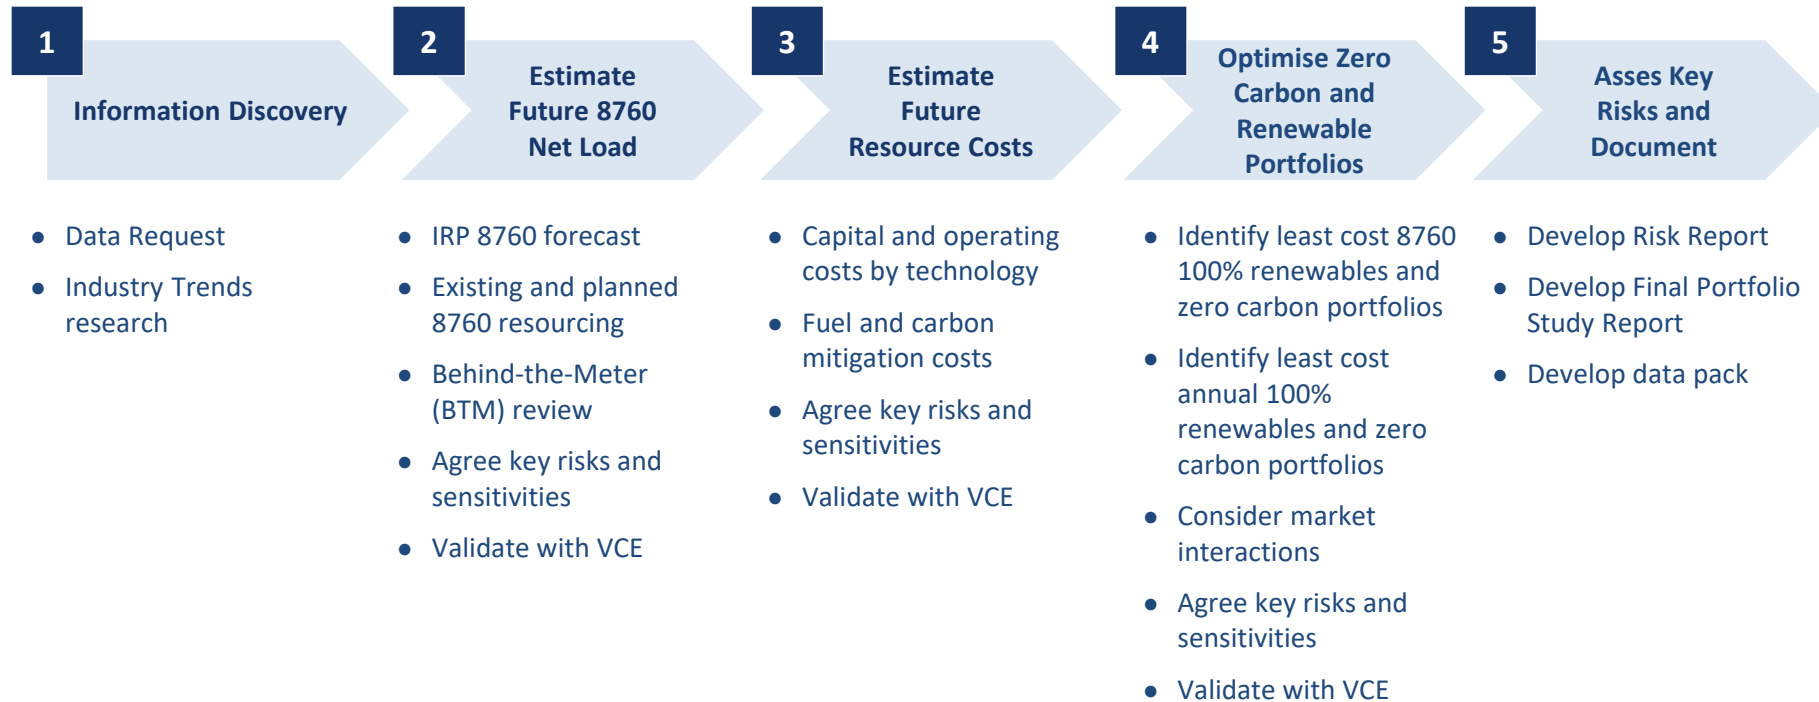 1
Information Discovery
● Data Request
● Industry Trends
research
2
Estimate
Future 8760
Net Load
● IRP 8760 forecast
● Existing and planned
8760 resourcing
● Behind-the-Meter
(BTM) review
● Agree key risks and
sensitivities
● Validate with VCE
3
Estimate
Future
Resource Costs
● Capital and operating
costs by technology
● Fuel and carbon
mitigation costs
● Agree key risks and
sensitivities
● Validate with VCE
4
Optimise Zero
Carbon and
Renewable
Portfolios
● Identify least cost 8760
100% renewables and
zero carbon portfolios
● Identify least cost
annual 100%
renewables and zero
carbon portfolios
● Consider market
interactions
● Agree key risks and
sensitivities
● Validate with VCE
5
Asses Key
Risks and
Document
● Develop Risk Report
● Develop Final Portfolio
Study Report
● Develop data pack